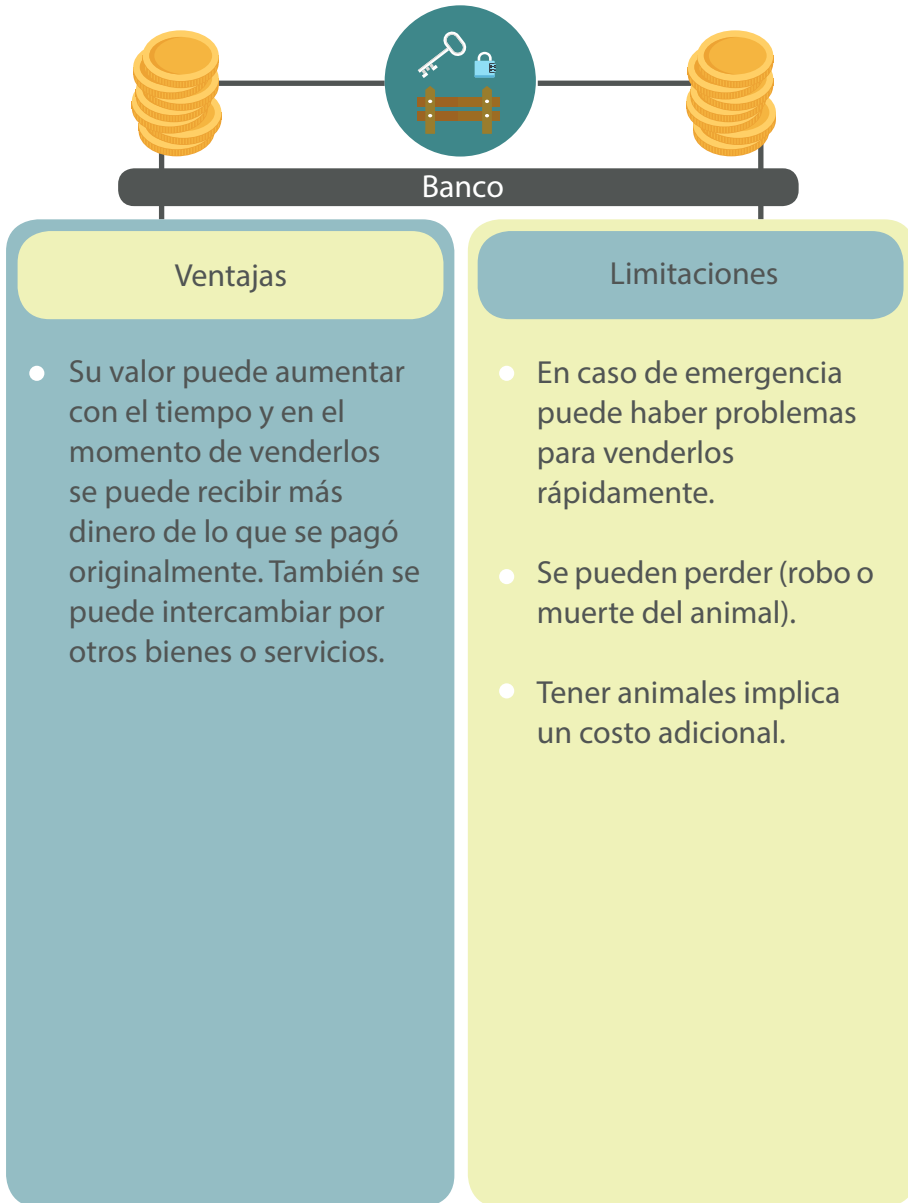 Banco
Ventajas
Su valor puede aumentar
con el tiempo y en el
momento de venderlos
se puede recibir más
dinero de lo que se pagó
originalmente. También se
puede intercambiar por
otros bienes o servicios.
Limitaciones
En caso de emergencia
puede haber problemas
para venderlos
rápidamente.
Se pueden perder (robo o
muerte del animal).
Tener animales implica
un costo adicional.